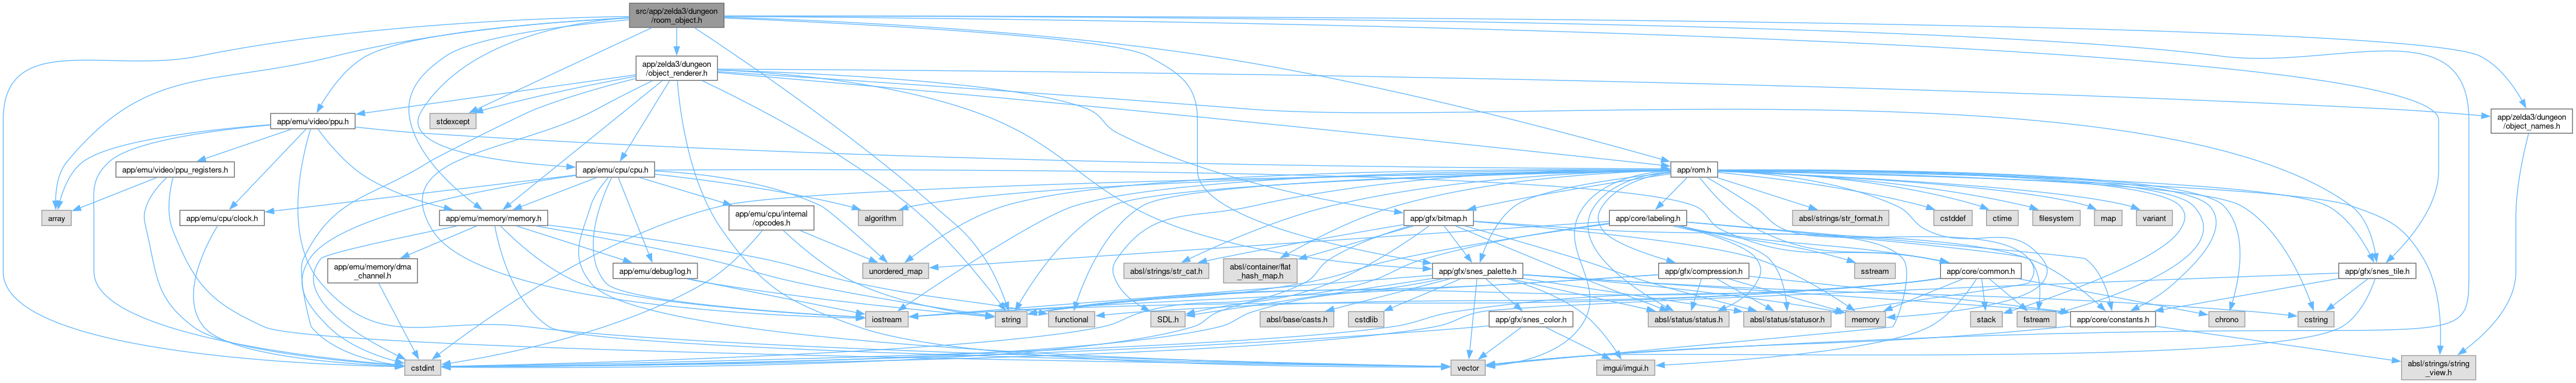 src/app/zelda3/dungeon
/room_object.h
app/zelda3/dungeon
/object_renderer.h
app/emu/video/ppu.h
stdexcept
app/zelda3/dungeon
/object_names.h
app/emu/video/ppu_registers.h
app/emu/cpu/cpu.h
app/rom.h
array
app/emu/cpu/clock.h
app/emu/memory/memory.h
app/emu/cpu/internal
/opcodes.h
algorithm
app/gfx/bitmap.h
app/core/labeling.h
absl/strings/str_format.h
cstddef
ctime
filesystem
map
variant
app/emu/memory/dma
_channel.h
app/emu/debug/log.h
unordered_map
absl/strings/str_cat.h
absl/container/flat
_hash_map.h
app/gfx/snes_palette.h
app/gfx/compression.h
sstream
app/core/common.h
app/gfx/snes_tile.h
iostream
string
functional
SDL.h
absl/base/casts.h
cstdlib
app/gfx/snes_color.h
absl/status/status.h
absl/status/statusor.h
memory
stack
fstream
app/core/constants.h
chrono
cstring
cstdint
vector
imgui/imgui.h
absl/strings/string
_view.h